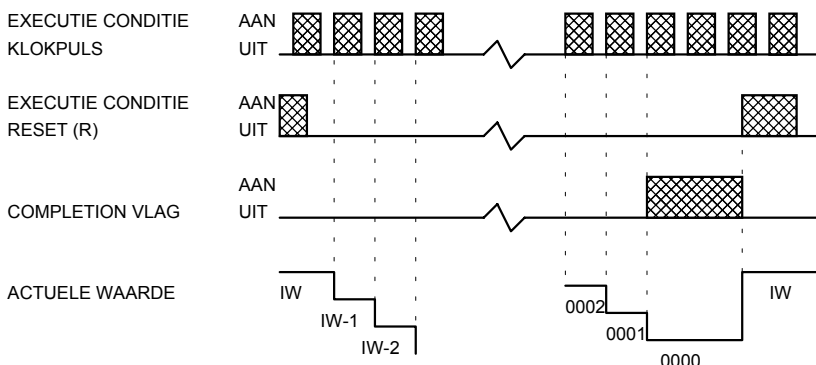 EXECUTIE CONDITIE AAN
KLOKPULS UIT
EXECUTIE CONDITIE AAN
RESET (R) UIT
AAN
COMPLETION VLAG UIT
ACTUELE WAARDE IW 0002 IW
IW-1 0001
IW-2 0000